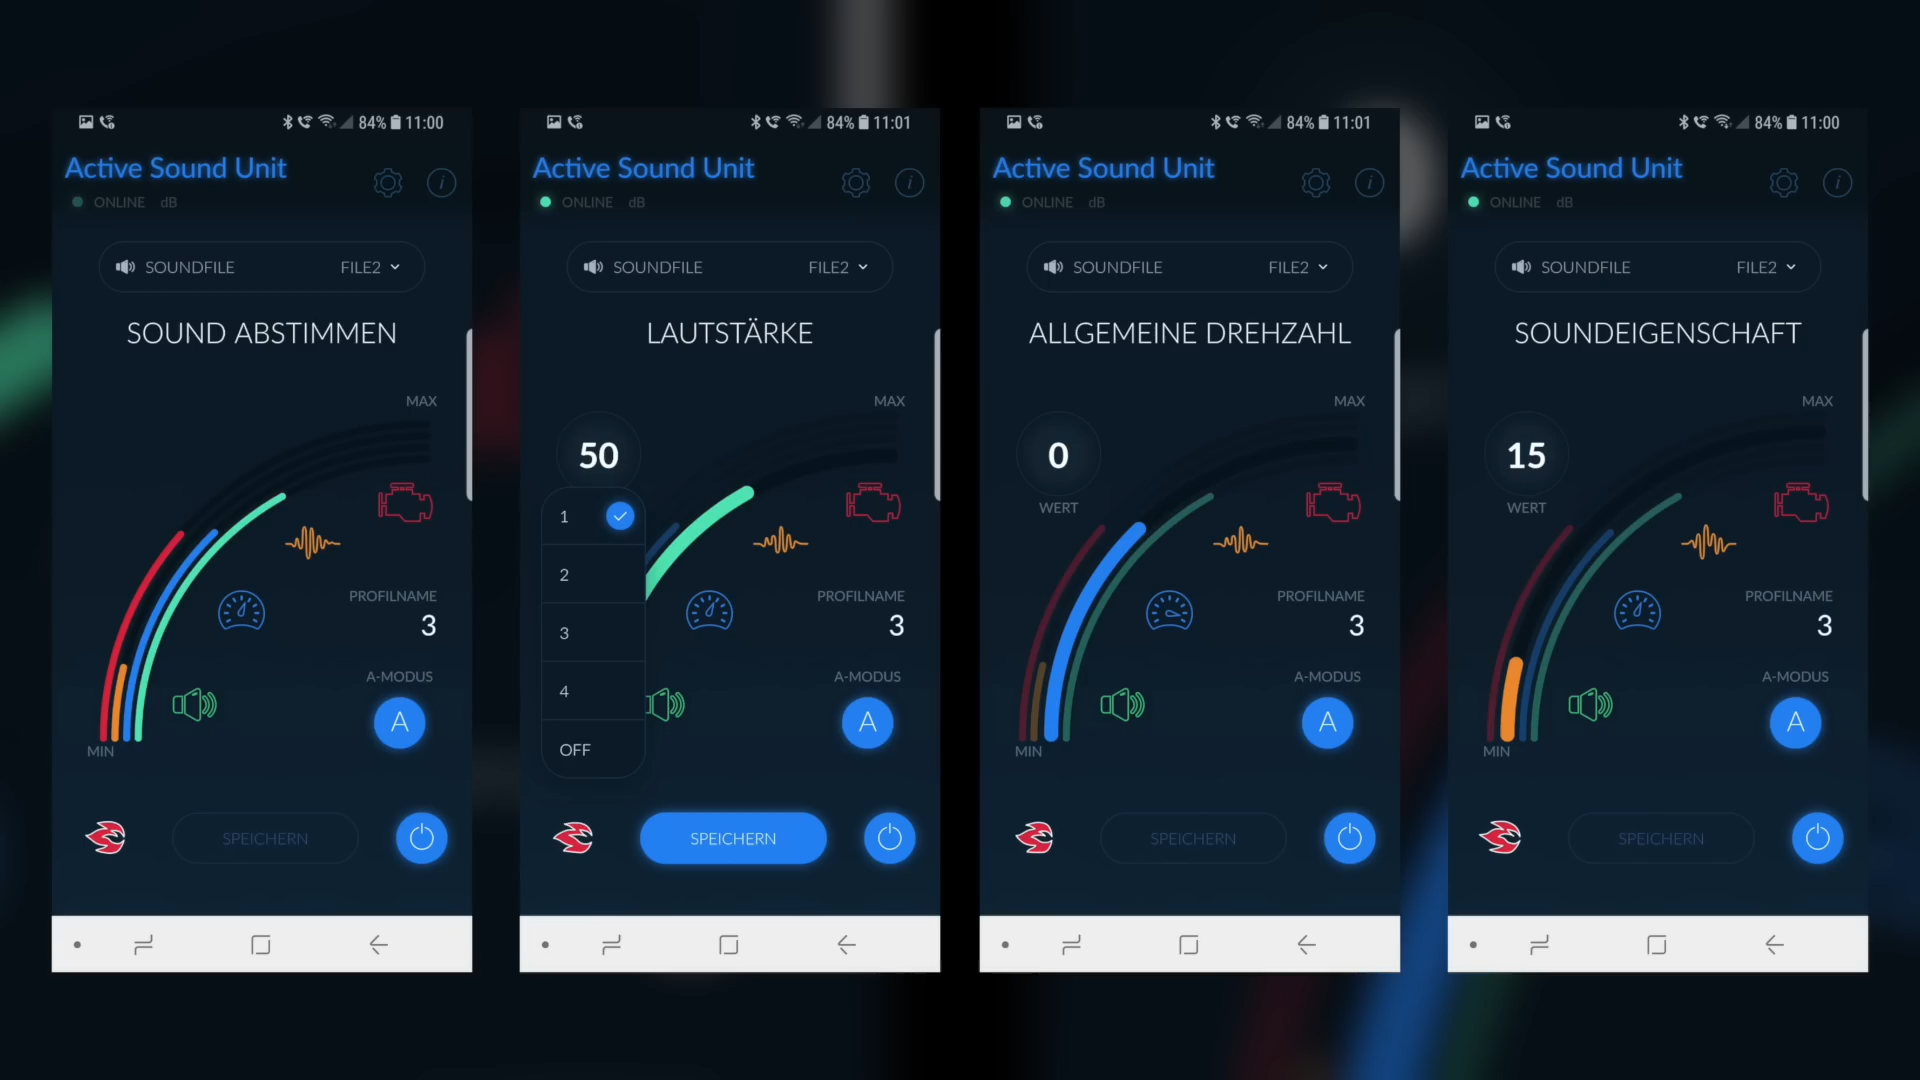 84% 11:00
Active Sound Unit
ONLINE dB
SOUNDFILE FILE2
SOUND ABSTIMMEN
MAX
PROFILNAME
3
A-MODUS
A
MIN
SPEICHERN
84% 11:01
Active Sound Unit
ONLINE dB
SOUNDFILE FILE2
LAUTSTÄRKE
MAX
50
1
2
3
4
OFF
PROFILNAME
3
A-MODUS
A
SPEICHERN
84% 11:01
Active Sound Unit
ONLINE dB
SOUNDFILE FILE2
ALLGEMEINE DREHZAHL
MAX
0
WERT
PROFILNAME
3
A-MODUS
A
MIN
SPEICHERN
84% 11:00
Active Sound Unit
ONLINE dB
SOUNDFILE FILE2
SOUNDEIGENSCHAFT
MAX
15
WERT
PROFILNAME
3
A-MODUS
A
MIN
SPEICHERN